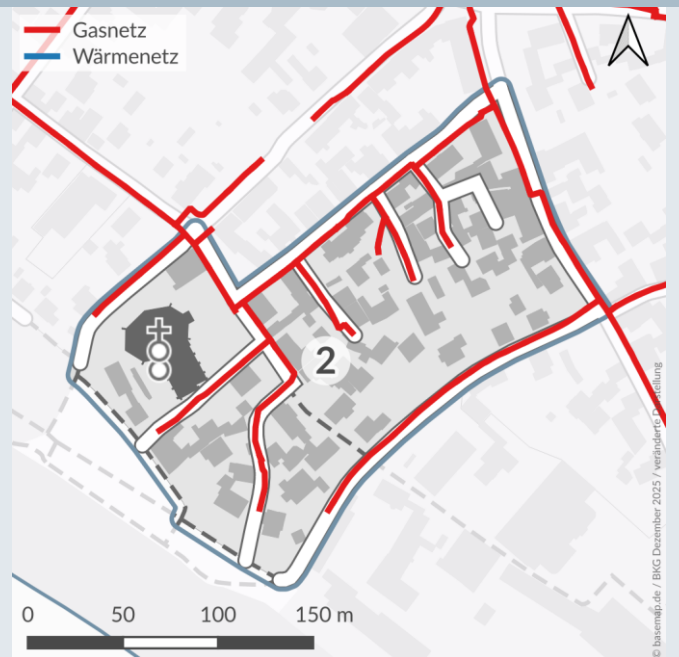 Gasnetz
Wärmenetz
2
0 50 100 150 m
© basemap.de / BKG Dezember 2025 / veränderte Darstellung